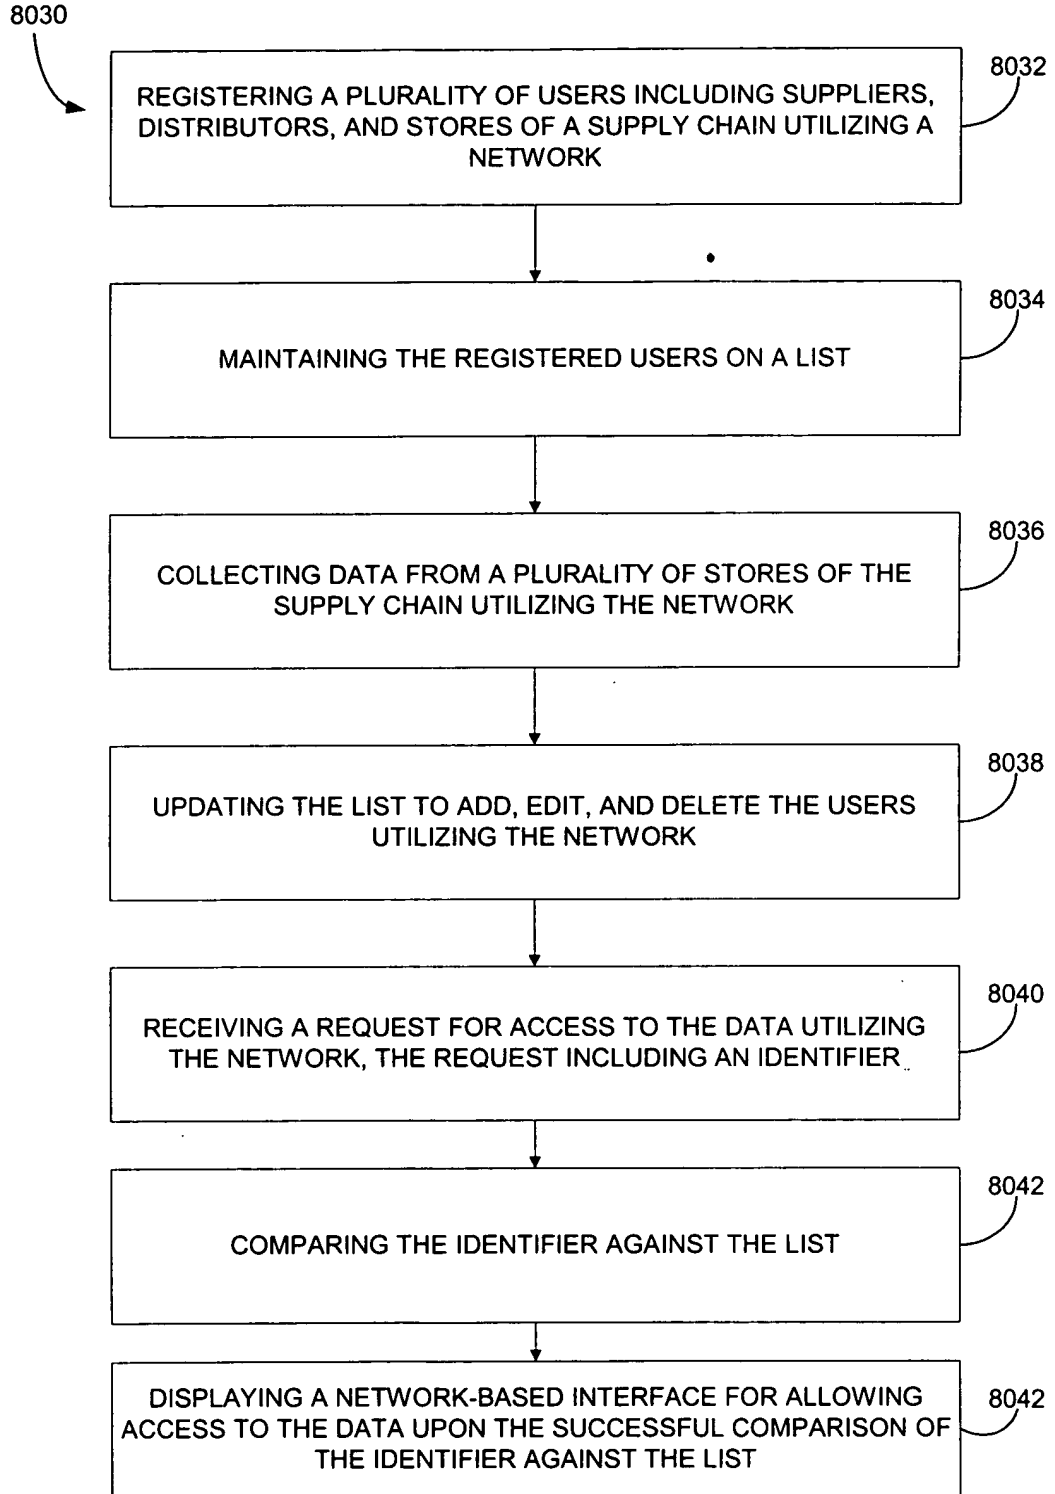 8030
8032
REGISTERING A PLURALITY OF USERS INCLUDING SUPPLIERS,
DISTRIBUTORS, AND STORES OF A SUPPLY CHAIN UTILIZING A
NETWORK
8034
MAINTAINING THE REGISTERED USERS ON A LIST
8036
COLLECTING DATA FROM A PLURALITY OF STORES OF THE
SUPPLY CHAIN UTILIZING THE NETWORK
8038
UPDATING THE LIST TO ADD, EDIT, AND DELETE THE USERS
UTILIZING THE NETWORK
8040
RECEIVING A REQUEST FOR ACCESS TO THE DATA UTILIZING
THE NETWORK, THE REQUEST INCLUDING AN IDENTIFIER
8042
COMPARING THE IDENTIFIER AGAINST THE LIST
8042
DISPLAYING A NETWORK-BASED INTERFACE FOR ALLOWING
ACCESS TO THE DATA UPON THE SUCCESSFUL COMPARISON OF
THE IDENTIFIER AGAINST THE LIST